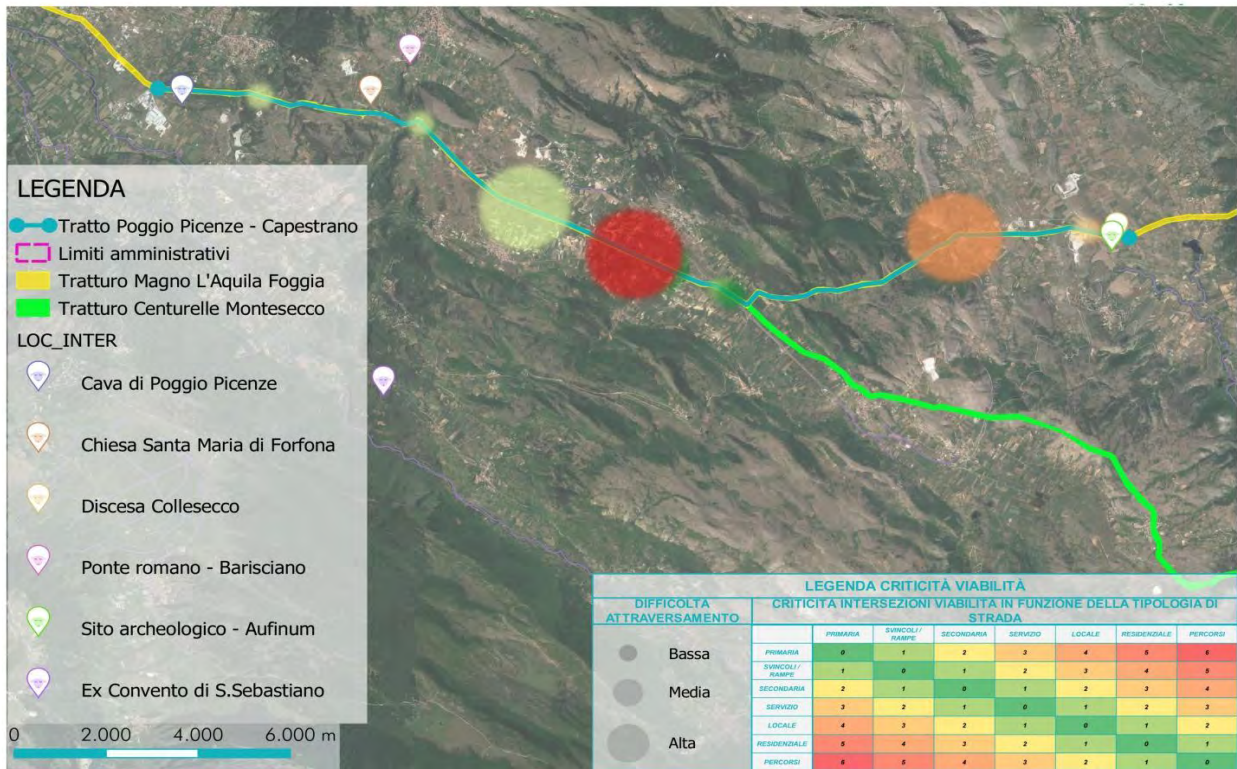 LEGENDA
Tratto Poggio Picenze - Capestrano
Limiti amministrativi
Tratturo Magno L'Aquila Foggia
Tratturo Centurelle Montesecco
LOC_INTER
Cava di Poggio Picenze
Chiesa Santa Maria di Forfona
Discesa Collesecco
Ponte romano - Barisciano
Sito archeologico - Aufinum
Ex Convento di S.Sebastiano
0 2.000 4.000 6.000 m
LEGENDA CRITICITÀ VIABILITÀ
DIFFICOLTA
ATTRAVERSAMENTO
Bassa
Media
Alta
CRITICITA INTERSEZIONI VIABILITA IN FUNZIONE DELLA TIPOLOGIA DI
STRADA
PRIMARIA SVINCOLI / RAMPE SECONDARIA SERVIZIO LOCALE RESIDENZIALE PERCORSI
PRIMARIA 0 1 2 3 4 5 6
SVINCOLI / RAMPE 1 0 1 2 3 4 5
SECONDARIA 2 1 0 1 2 3 4
SERVIZIO 3 2 1 0 1 2 3
LOCALE 4 3 2 1 0 1 2
RESIDENZIALE 5 4 3 2 1 0 1
PERCORSI 6 5 4 3 2 1 0